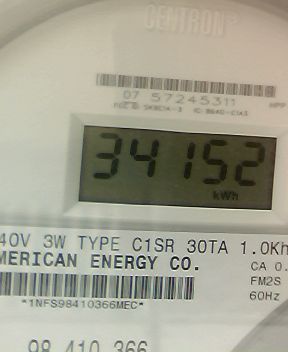 CENTRON®
07 57245311
34152
kWh
40V 3W TYPE C1SR 30TA 1.0Kh
MERICAN ENERGY CO.
CA 0.
FM2S
60Hz
*1NFS98410366MEC*
98 410 366